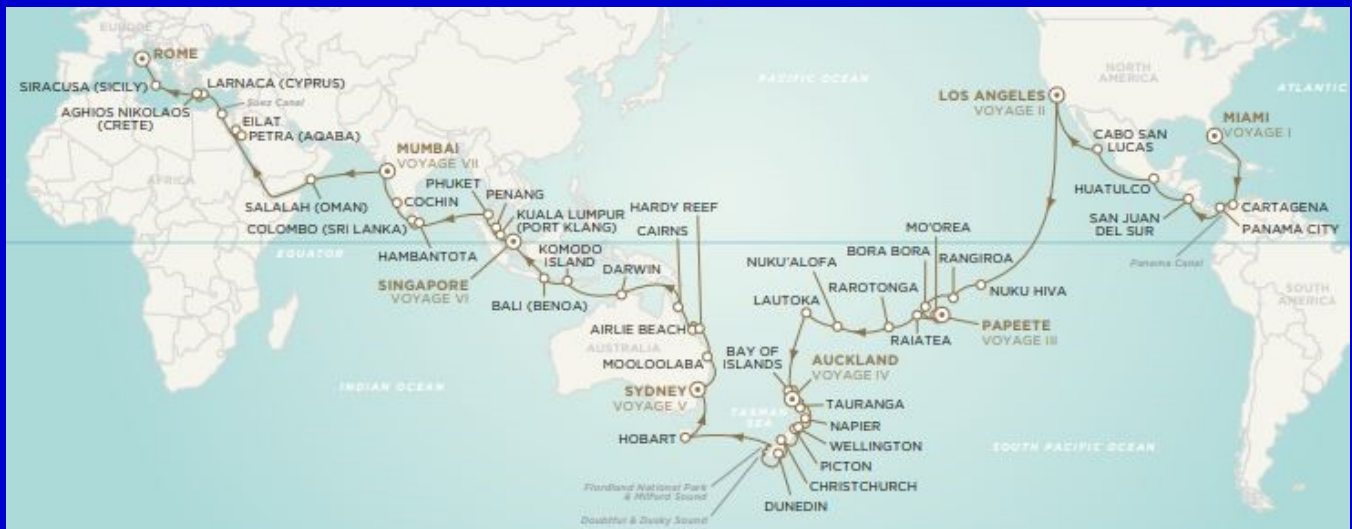 EUROPE
ROME
SIRACUSA (SICILY)
LARNACA (CYPRUS)
Suez Canal
AGHIOS NIKOLAOS
(CRETE)
EILAT
PETRA (AQABA)
AFRICA
MUMBAI
VOYAGE VII
SALALAH (OMAN)
COCHIN
COLOMBO (SRI LANKA)
HAMBANTOTA
EQUATOR
PHUKET
PENANG
KUALA LUMPUR
(PORT KLANG)
SINGAPORE
VOYAGE VI
KOMODO
ISLAND
BALI (BENOA)
DARWIN
HARDY REEF
CAIRNS
AIRLIE BEACH
AUSTRALIA
MOOLOOLABA
SYDNEY
VOYAGE V
INDIAN OCEAN
HOBART
TASMAN
SEA
Fiordland National Park
& Milford Sound
Doubtful & Dusky Sound
DUNEDIN
CHRISTCHURCH
PICTON
WELLINGTON
NAPIER
TAURANGA
AUCKLAND
VOYAGE IV
BAY OF
ISLANDS
LAUTOKA
NUKU'ALOFA
RAROTONGA
RAIATEA
BORA BORA
MO'OREA
RANGIROA
NUKU HIVA
PAPEETE
VOYAGE III
SOUTH PACIFIC OCEAN
PACIFIC OCEAN
LOS ANGELES
VOYAGE II
NORTH
AMERICA
ATLANTIC
MIAMI
VOYAGE I
CABO SAN
LUCAS
HUATULCO
SAN JUAN
DEL SUR
CARTAGENA
PANAMA CITY
Panama Canal
SOUTH
AMERICA